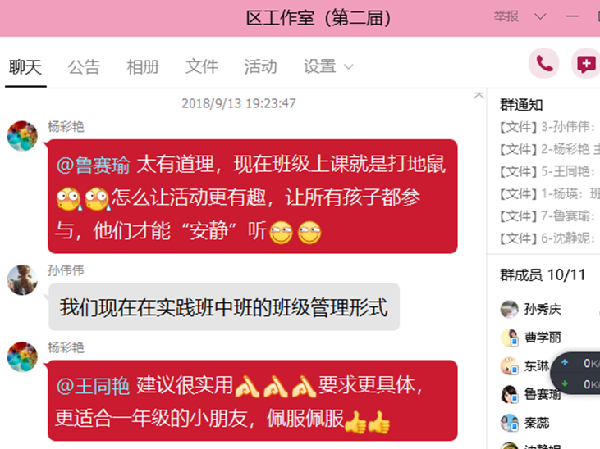 区工作室（第二届）
举报
聊天 公告 相册 文件 活动 设置
2018/9/13 19:23:47
杨彩艳
@鲁赛瑜 太有道理，现在班级上课就是打地鼠
怎么让活动更有趣，让所有孩子都参
与，他们才能“安静”听
孙伟伟
我们现在在实践班中班的班级管理形式
杨彩艳
@王同艳 建议很实用 要求更具体，
更适合一年级的小朋友，佩服佩服
群通知
【文件】3-孙伟伟：
【文件】2-杨彩艳 主
【文件】5-王同艳：
【文件】1-杨瑛：班
【文件】7-鲁赛瑜：
【文件】6-沈静妮：
群成员 10/11
孙秀庆
曹学丽
东琳
鲁赛瑜
秦蕊
沈静妮
0K
0K